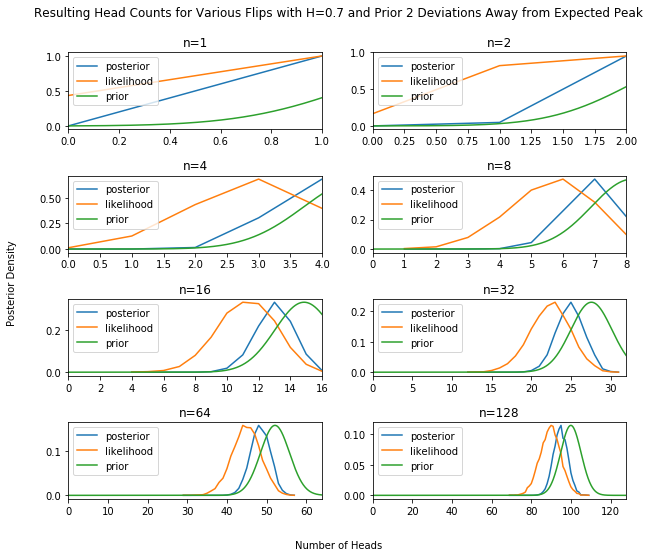 Resulting Head Counts for Various Flips with H=0.7 and Prior 2 Deviations Away from Expected Peak
n=1
1.0
0.5
0.0
posterior
likelihood
prior
0.0 0.2 0.4 0.6 0.8 1.0
n=2
1.0
0.5
0.0
posterior
likelihood
prior
0.00 0.25 0.50 0.75 1.00 1.25 1.50 1.75 2.00
n=4
0.50
0.25
0.00
posterior
likelihood
prior
0.0 0.5 1.0 1.5 2.0 2.5 3.0 3.5 4.0
n=8
0.4
0.2
0.0
posterior
likelihood
prior
0 1 2 3 4 5 6 7 8
Posterior Density
n=16
0.2
0.0
posterior
likelihood
prior
0 2 4 6 8 10 12 14 16
n=32
0.2
0.1
0.0
posterior
likelihood
prior
0 5 10 15 20 25 30
n=64
0.1
0.0
posterior
likelihood
prior
0 10 20 30 40 50 60
n=128
0.10
0.05
0.00
posterior
likelihood
prior
0 20 40 60 80 100 120
Number of Heads